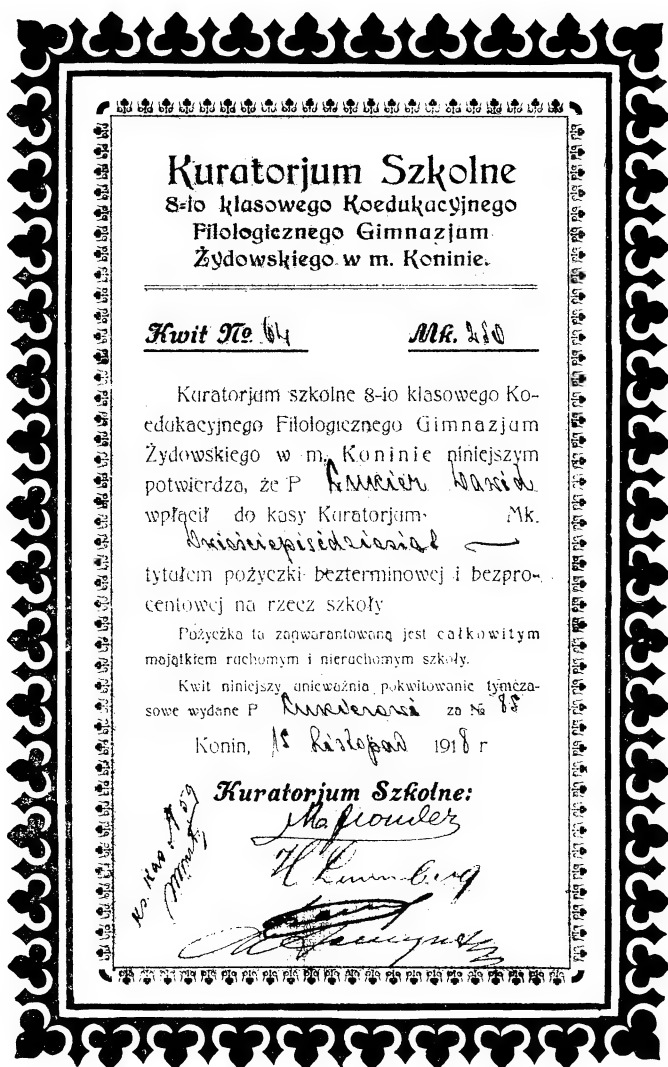 Kuratorjum Szkolne
8-io klasowego Koedukacyjnego
Filologicznego Gimnazjum
Żydowskiego w m. Koninie.
Kwit № 64 Mk. 250
Kuratorjum szkolne 8-io klasowego Ko-
edukacyjnego Filologicznego Gimnazjum
Żydowskiego w m. Koninie niniejszym
potwierdza, że P Cukier Dawid
wpłacił do kasy Kuratorjum Mk.
Dwieściepięćdziesiąt
tytułem pożyczki bezterminowej i bezpro-
centowej na rzecz szkoły
Pożyczka ta zagwarantowaną jest całkowitym
majątkiem ruchomym i nieruchomym szkoły.
Kwit niniejszy unieważnia pokwitowanie tymcza-
sowe wydane P Cukierowi za № 85
Konin, 15 Listopad 1918 r
Kuratorjum Szkolne: